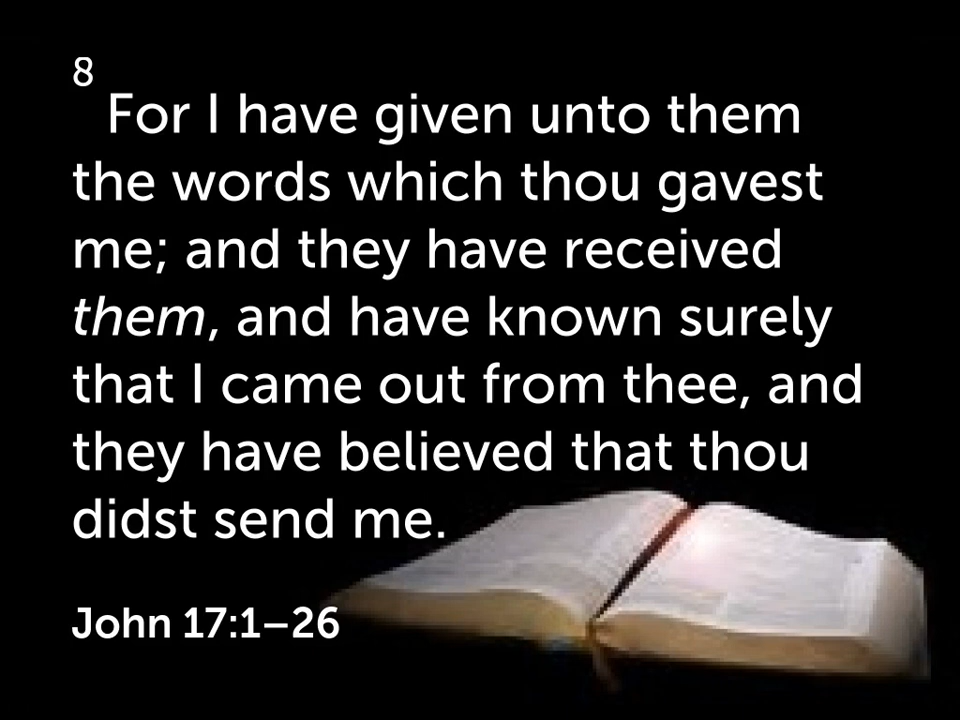 8
For I have given unto them
the words which thou gavest
me; and they have received
them, and have known surely
that I came out from thee, and
they have believed that thou
didst send me.
John 17:1–26